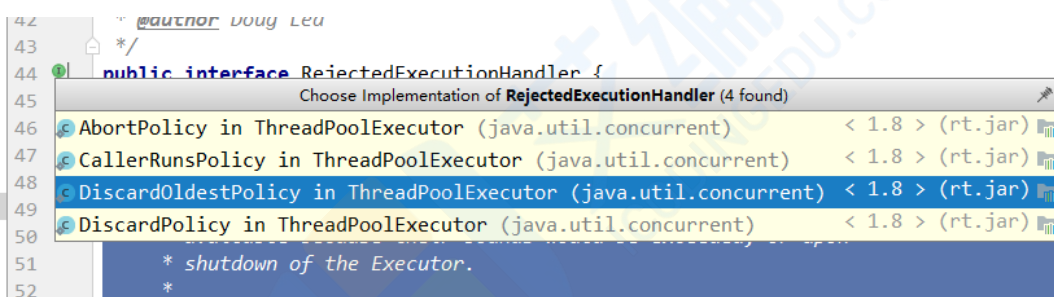 42 * @author Doug Lea
43 */
44 public interface RejectedExecutionHandler {
45 Choose Implementation of RejectedExecutionHandler (4 found)
46 AbortPolicy in ThreadPoolExecutor (java.util.concurrent) < 1.8 > (rt.jar)
47 CallerRunsPolicy in ThreadPoolExecutor (java.util.concurrent) < 1.8 > (rt.jar)
48 DiscardOldestPolicy in ThreadPoolExecutor (java.util.concurrent) < 1.8 > (rt.jar)
49 DiscardPolicy in ThreadPoolExecutor (java.util.concurrent) < 1.8 > (rt.jar)
50
51 * shutdown of the Executor.
52 *